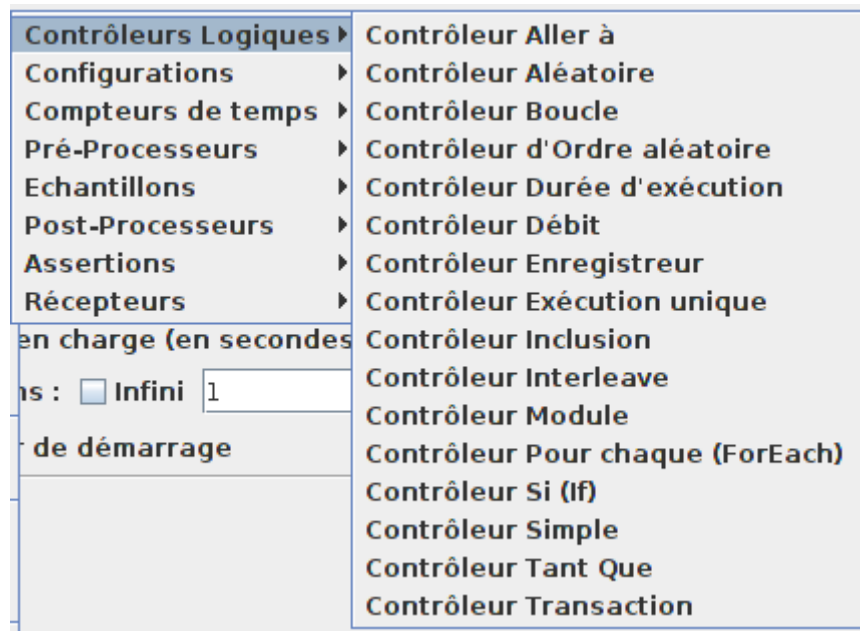 Contrôleurs Logiques
Configurations
Compteurs de temps
Pré-Processeurs
Echantillons
Post-Processeurs
Assertions
Récepteurs
en charge (en secondes
ns : Infini 1
r de démarrage
Contrôleur Aller à
Contrôleur Aléatoire
Contrôleur Boucle
Contrôleur d'Ordre aléatoire
Contrôleur Durée d'exécution
Contrôleur Débit
Contrôleur Enregistreur
Contrôleur Exécution unique
Contrôleur Inclusion
Contrôleur Interleave
Contrôleur Module
Contrôleur Pour chaque (ForEach)
Contrôleur Si (If)
Contrôleur Simple
Contrôleur Tant Que
Contrôleur Transaction